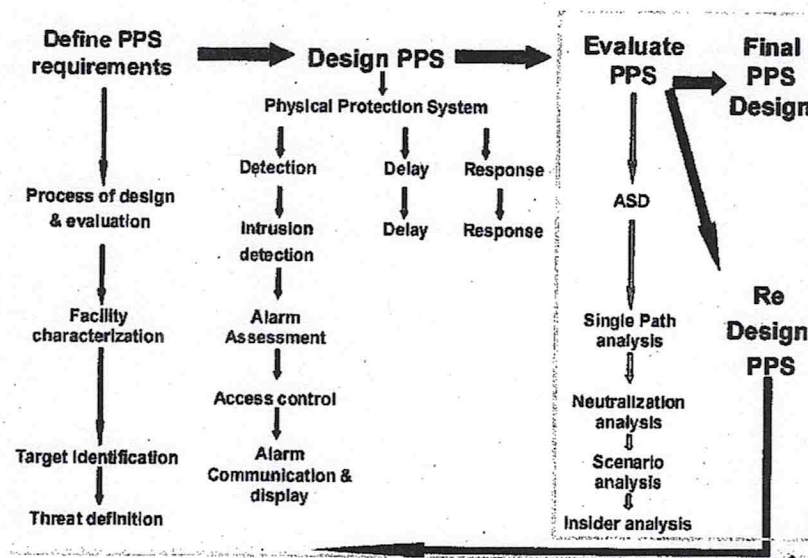 Define PPS
requirements
Process of design
& evaluation
Facility
characterization
Target Identification
Threat definition
Design PPS
Physical Protection System
Detection
Intrusion
detection
Alarm
Assessment
Access control
Alarm
Communication &
display
Delay
Delay
Response
Response
Evaluate
PPS
ASD
Single Path
analysis
Neutralization
analysis
Scenario
analysis
Insider analysis
Final
PPS
Design
Re
Design
PPS